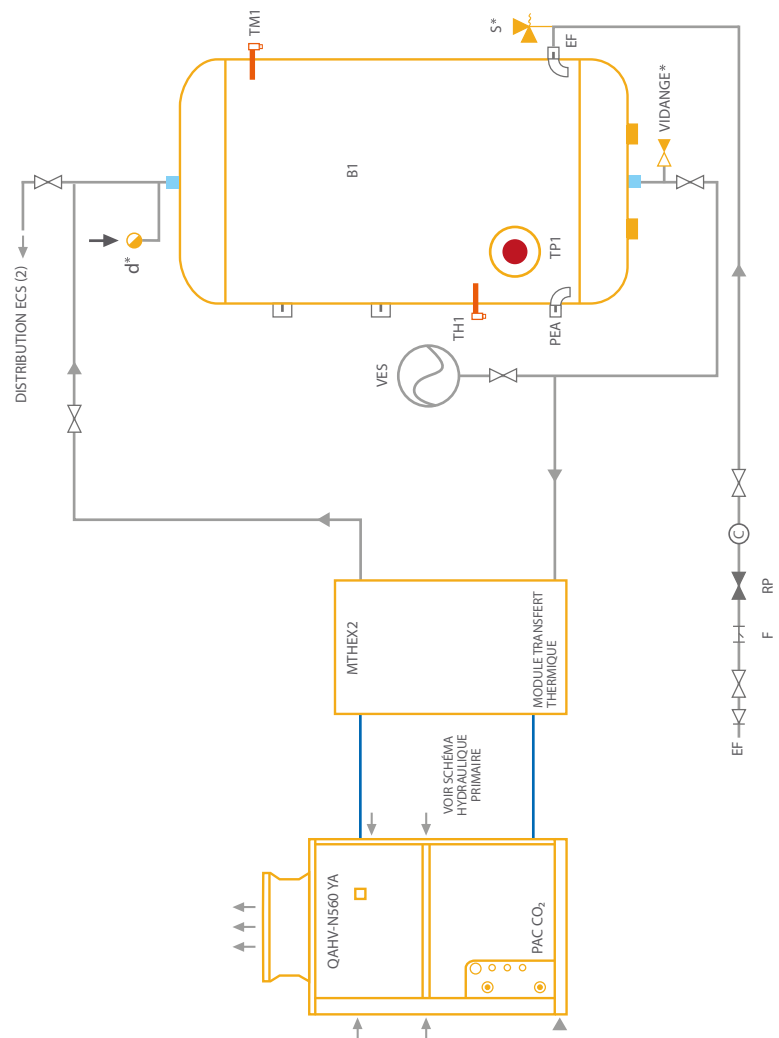 QAHV-N560 YA
PAC CO₂
VOIR SCHÉMA
HYDRAULIQUE
PRIMAIRE
MTHEX2
MODULE TRANSFERT
THERMIQUE
DISTRIBUTION ECS (2)
d*
VES
TM1
B1
TH1
TP1
PEA
S*
EF
VIDANGE*
EF
F
RP
C